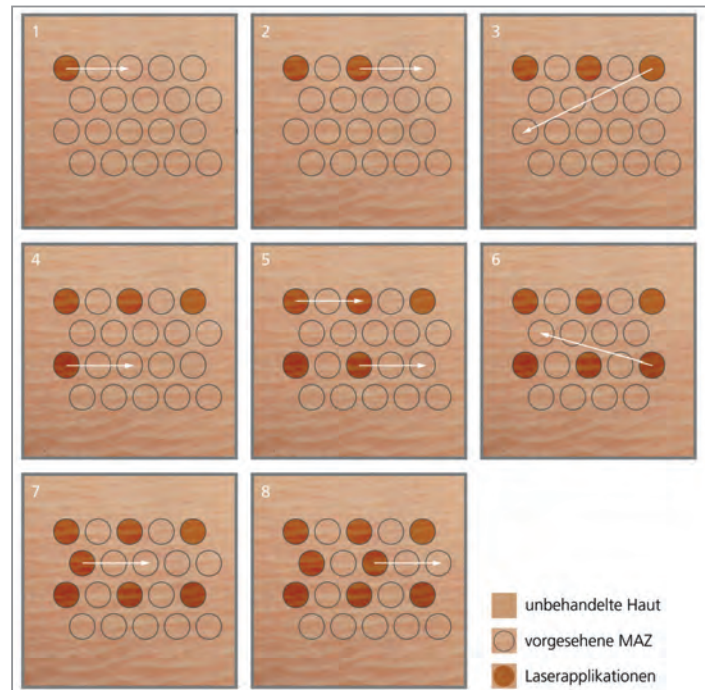 1
2
3
4
5
6
7
8
unbehandelte Haut
vorgesehene MAZ
Laserapplikationen